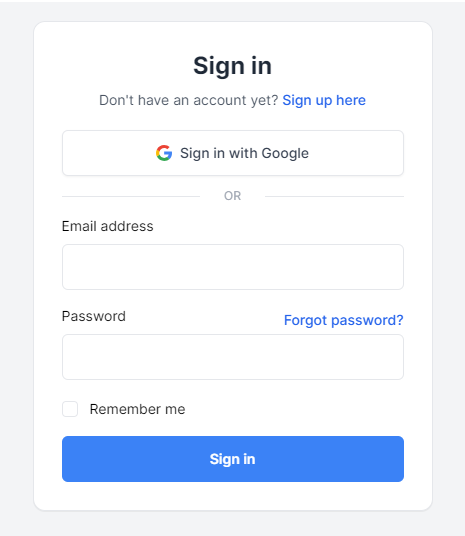 Sign in
Don't have an account yet? Sign up here
Sign in with Google
OR
Email address
Password Forgot password?
Remember me
Sign in